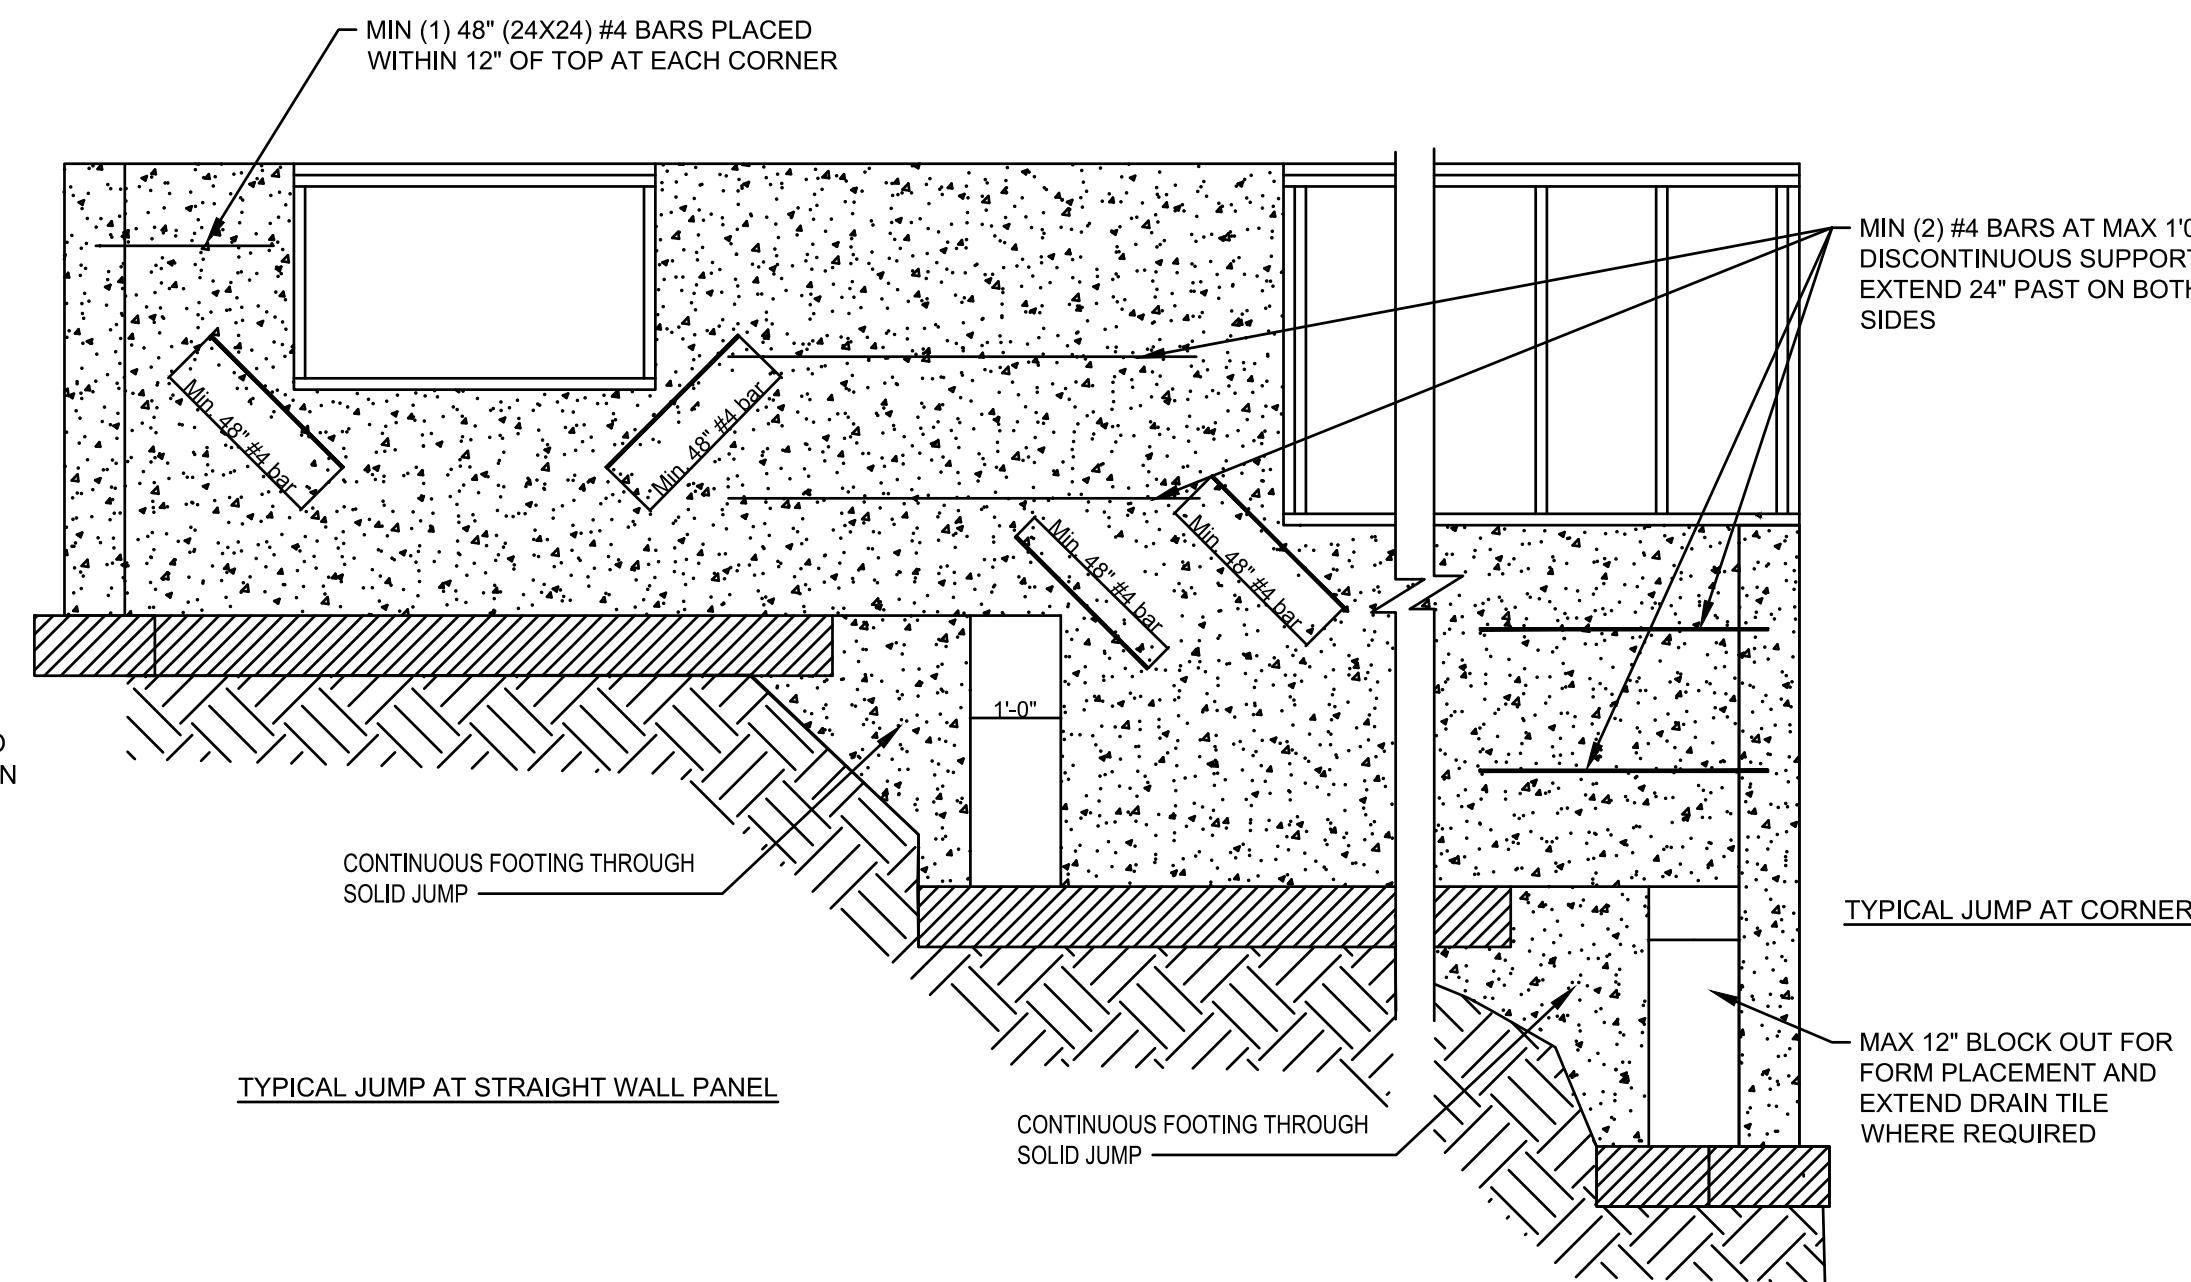 MIN (1) 48" (24X24) #4 BARS PLACED
WITHIN 12" OF TOP AT EACH CORNER
MIN (2) #4 BARS AT MAX
DISCONTINUOUS
EXTEND 24" PAST ON
SIDES
Min. 48" #4 bar
Min. 48" #4 bar
Min. 48" #4 bar
Min. 48" #4 bar
1'-0"
CONTINUOUS FOOTING THROUGH
SOLID JUMP
TYPICAL JUMP AT CORNER
MAX 12" BLOCK OUT FOR
FORM PLACEMENT AND
EXTEND DRAIN TILE
WHERE REQUIRED
TYPICAL JUMP AT STRAIGHT WALL PANEL
CONTINUOUS FOOTING THROUGH
SOLID JUMP